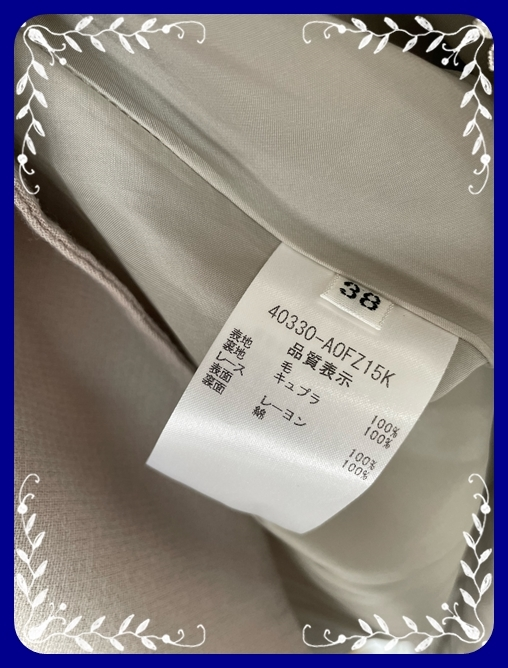 38
40330-A0FZ15K
品質表示
表地 毛 100%
裏地 キュプラ 100%
レース
表面 レーヨン 100%
裏面 綿 100%